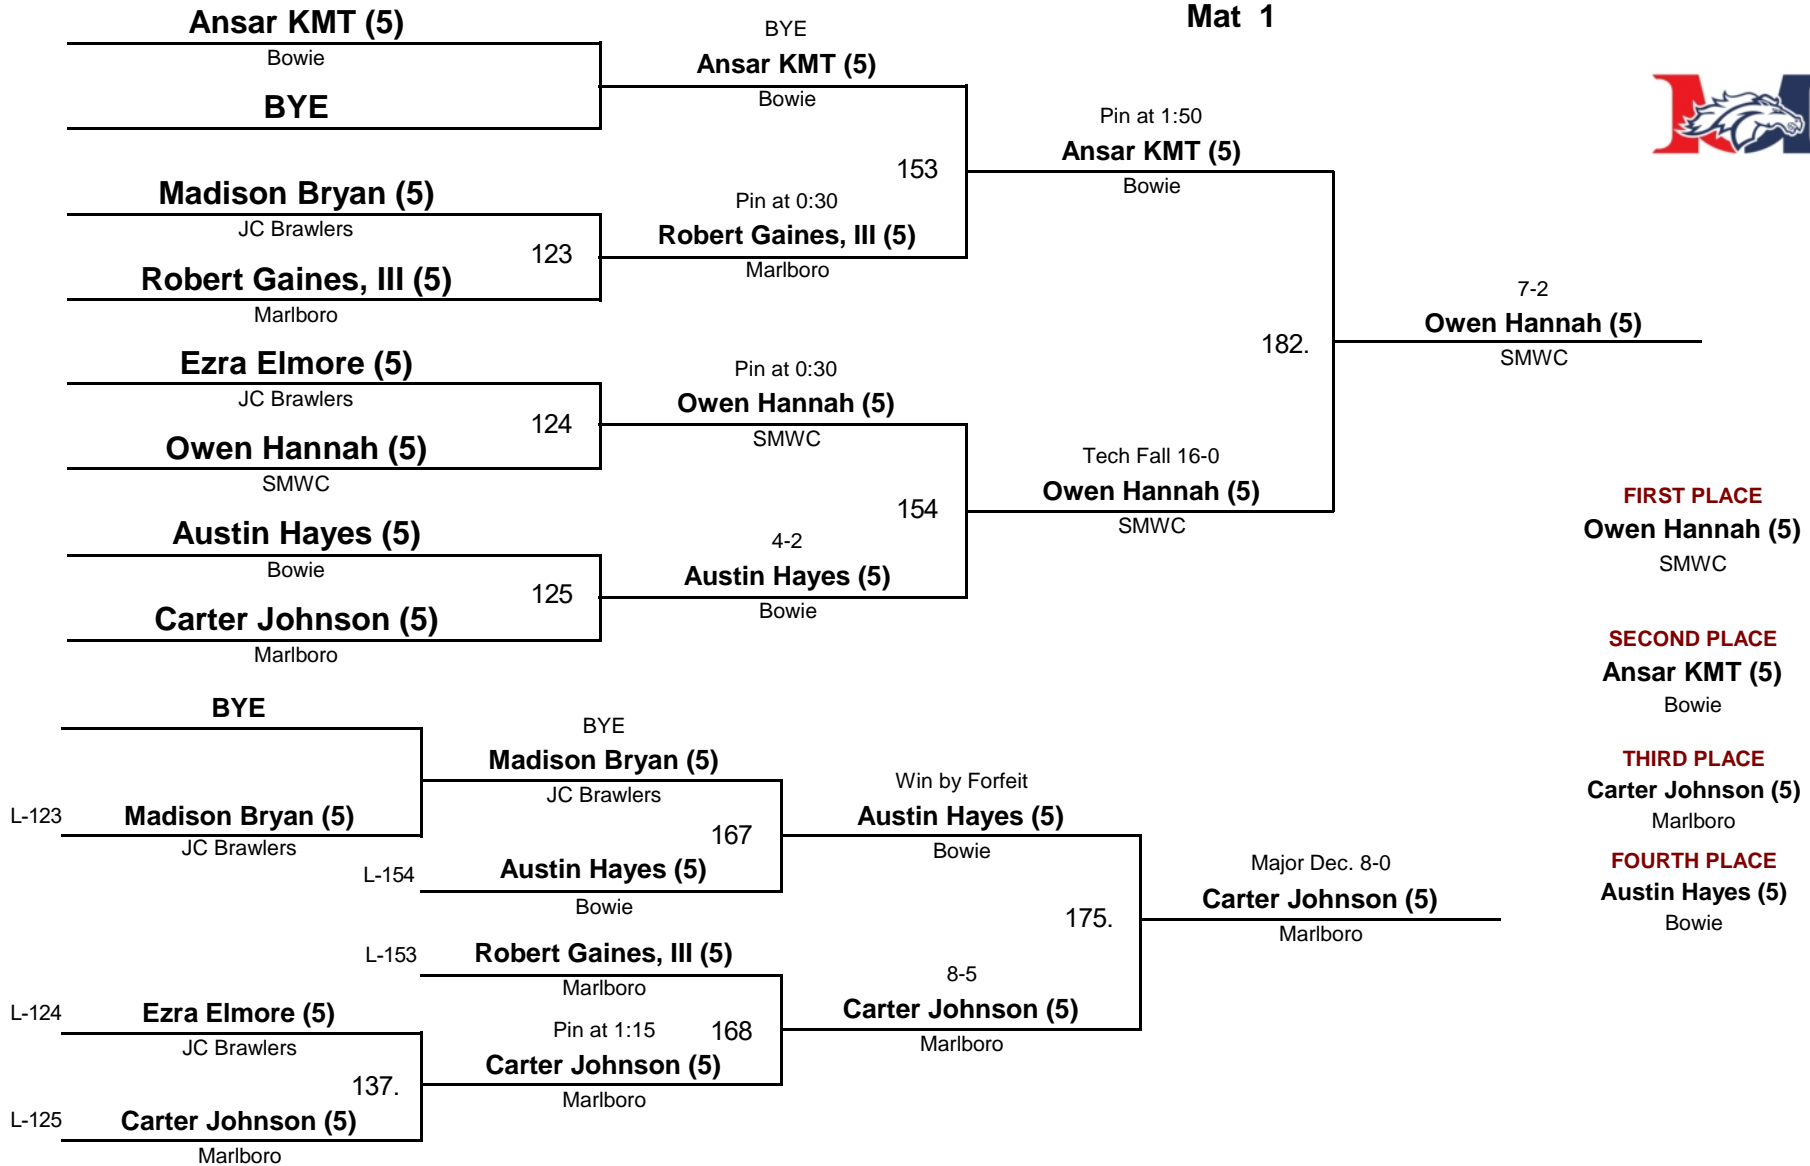 Mat 1
Ansar KMT (5)
Bowie
BYE
Madison Bryan (5)
JC Brawlers
123
Robert Gaines, III (5)
Marlboro
Ezra Elmore (5)
JC Brawlers
124
Owen Hannah (5)
SMWC
Austin Hayes (5)
Bowie
125
Carter Johnson (5)
Marlboro
BYE
Ansar KMT (5)
Bowie
153
Pin at 0:30
Robert Gaines, III (5)
Marlboro
Pin at 0:30
Owen Hannah (5)
SMWC
154
4-2
Austin Hayes (5)
Bowie
Pin at 1:50
Ansar KMT (5)
Bowie
182.
Tech Fall 16-0
Owen Hannah (5)
SMWC
7-2
Owen Hannah (5)
SMWC
FIRST PLACE
Owen Hannah (5)
SMWC
SECOND PLACE
Ansar KMT (5)
Bowie
THIRD PLACE
Carter Johnson (5)
Marlboro
FOURTH PLACE
Austin Hayes (5)
Bowie
BYE
L-123
Madison Bryan (5)
JC Brawlers
L-124
Ezra Elmore (5)
JC Brawlers
137.
L-125
Carter Johnson (5)
Marlboro
BYE
Madison Bryan (5)
JC Brawlers
167
L-154
Austin Hayes (5)
Bowie
L-153
Robert Gaines, III (5)
Marlboro
168
Pin at 1:15
Carter Johnson (5)
Marlboro
Win by Forfeit
Austin Hayes (5)
Bowie
175.
8-5
Carter Johnson (5)
Marlboro
Major Dec. 8-0
Carter Johnson (5)
Marlboro